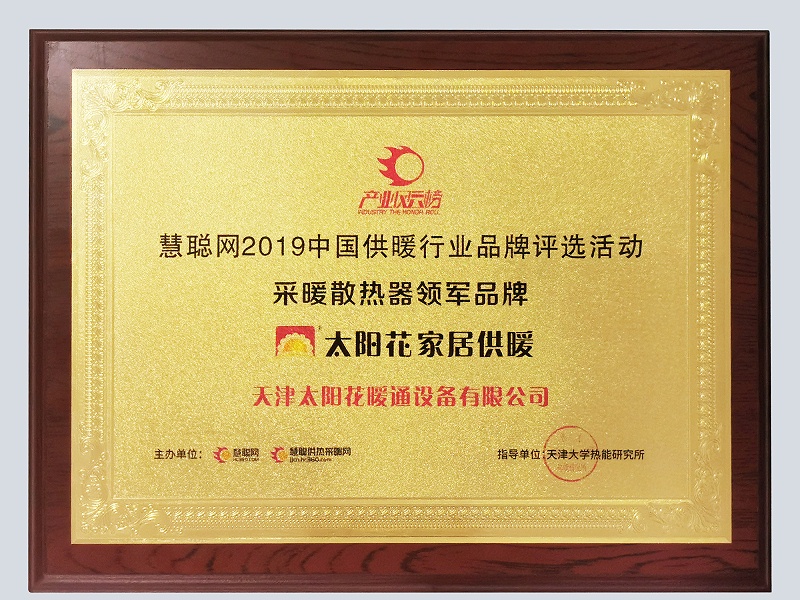 产业风云榜
INDUSTRY THE HONOR ROLL
慧聪网2019中国供暖行业品牌评选活动
采暖散热器领军品牌
太阳花家居供暖
天津太阳花暖通设备有限公司
主办单位：慧聪网 慧聪供热采暖网
HC360.COM
指导单位：天津大学热能研究所